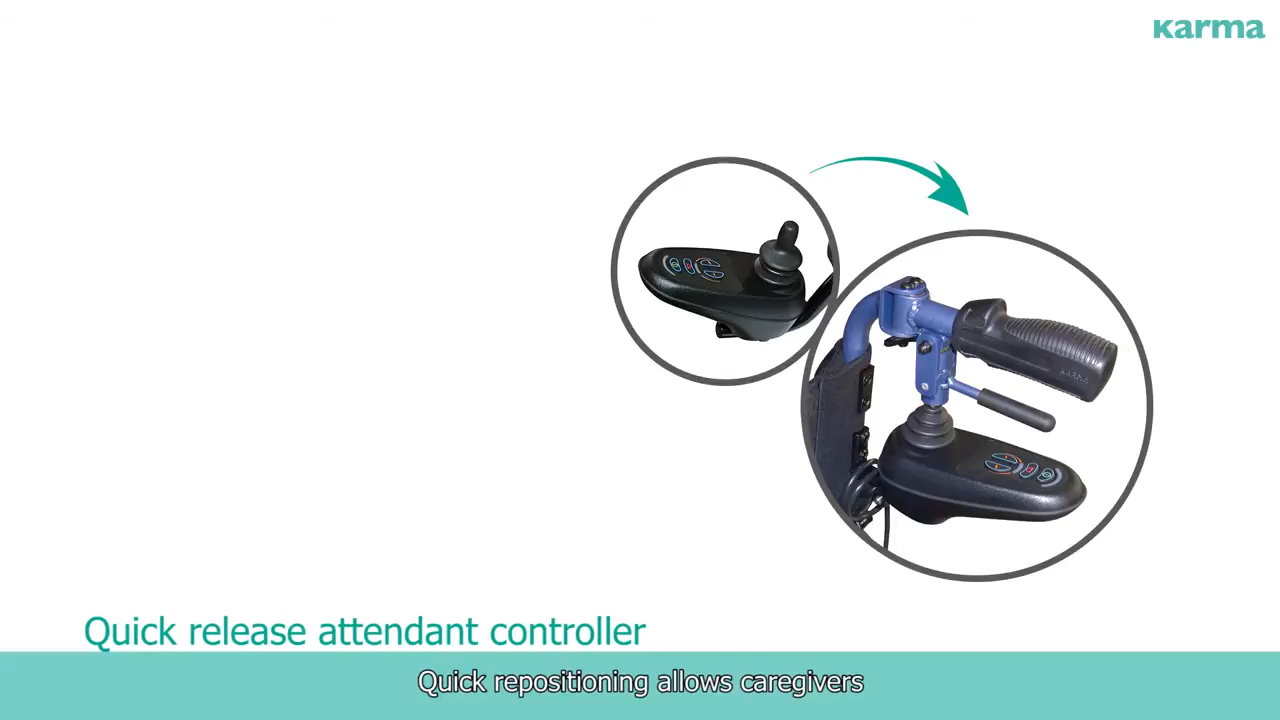 Karma
Quick release attendant controller
Quick repositioning allows caregivers